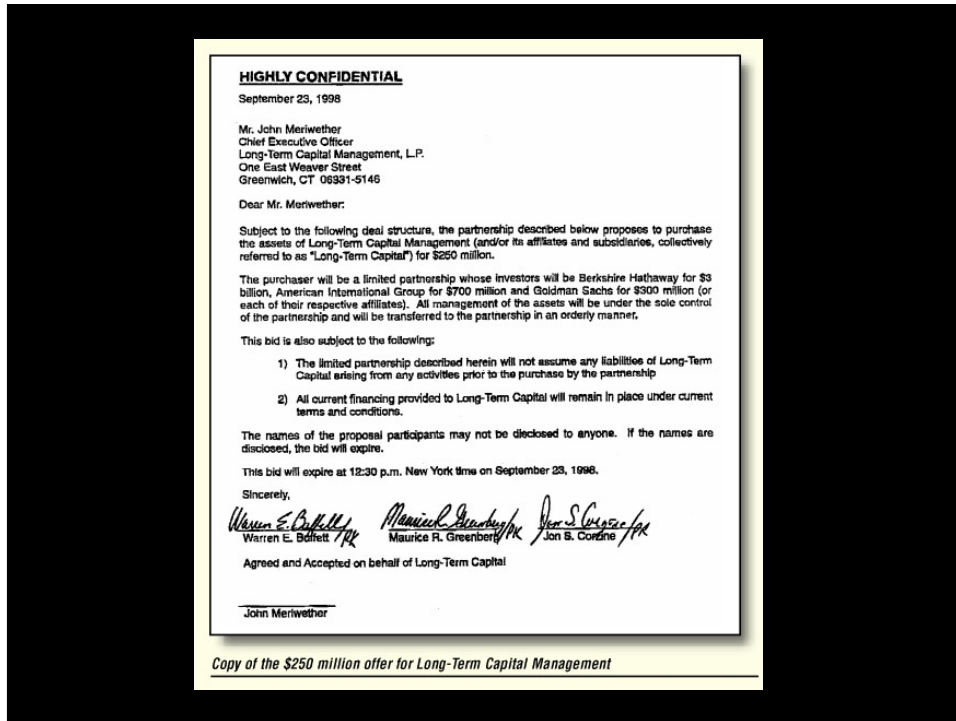 HIGHLY CONFIDENTIAL
September 23, 1998
Mr. John Meriwether
Chief Executive Officer
Long-Term Capital Management, L.P.
One East Weaver Street
Greenwich, CT 06331-5146
Dear Mr. Meriwether:
Subject to the following deal structure, the partnership described below proposes to purchase
the assets of Long-Term Capital Management (and/or its affiliates and subsidiaries, collectively
referred to as "Long-Term Capital") for $250 million.
The purchaser will be a limited partnership whose investors will be Berkshire Hathaway for $3
billion, American International Group for $700 million and Goldman Sachs for $300 million (or
each of their respective affiliates). All management of the assets will be under the sole control
of the partnership and will be transferred to the partnership in an orderly manner.
This bid is also subject to the following:
1) The limited partnership described herein will not assume any liabilities of Long-Term
Capital arising from any activities prior to the purchase by the partnership
2) All current financing provided to Long-Term Capital will remain in place under current
terms and conditions.
The names of the proposal participants may not be disclosed to anyone. If the names are
disclosed, the bid will expire.
This bid will expire at 12:30 p.m. New York time on September 23, 1998.
Sincerely,
Warren E. Buffett Maurice R. Greenberg Jon S. Corzine
Warren E. Buffett Maurice R. Greenberg Jon S. Corzine
Agreed and Accepted on behalf of Long-Term Capital
John Meriwether
Copy of the $250 million offer for Long-Term Capital Management